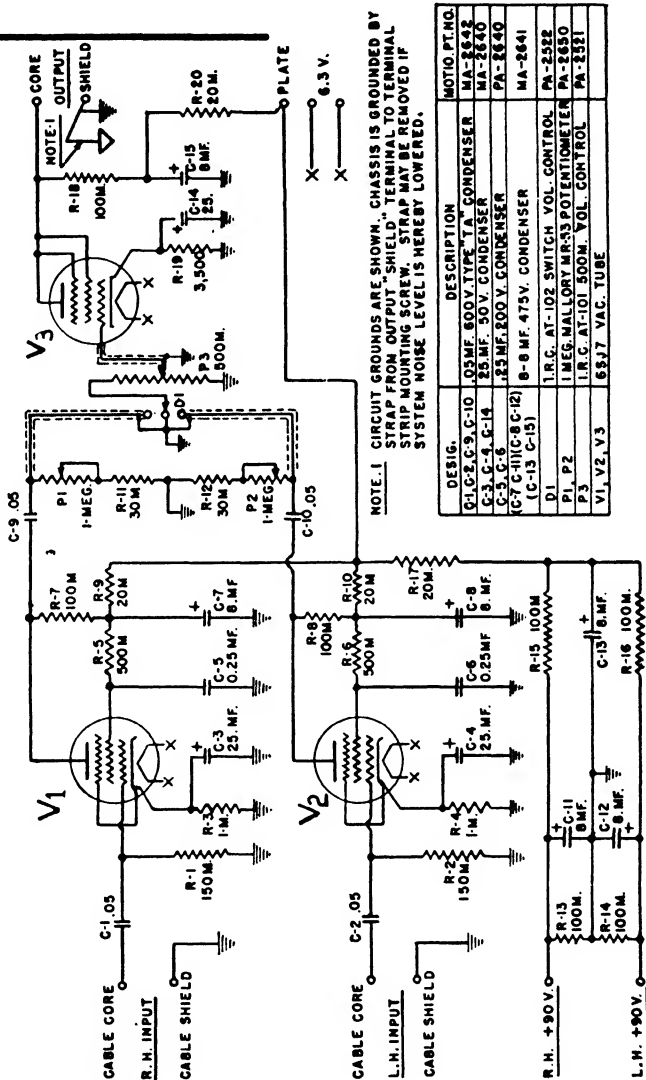 CABLE CORE
R.H. INPUT
CABLE SHIELD
C-1 .05
R-1
150M.
V1
R-3
1-M.
C-3
25. MF.
X
X
R-5
500M
C-5
0.25 MF.
R-7
100M
R-9
20M
C-7
8.MF
C-9 .05
CABLE CORE
L.H. INPUT
CABLE SHIELD
C-2 .05
R-2
150M.
V2
R-4
1-M.
C-4
25. MF.
X
X
R-6
500M
C-6
0.25MF
R-8
100M.
R-10
20M
C-8
8. MF.
C-10 .05
P1
1-MEG.
R-11
30M
R-12
30M
P2
1-MEG.
D1
P3
500M.
V3
X
X
R-19
3,500
C-14
25.
C-15
8MF.
R-18
100M.
R-20
20M.
NOTE-1
OUTPUT
CORE
SHIELD
PLATE
X
X
6.3 V.
R-17
20M.
R.H. +90V.
L.H. +90V.
R-13
100M.
R-14
100M.
C-11
8MF.
C-12
8.MF.
R-15 100M
C-13 8.MF.
R-16 100M.
NOTE.1 CIRCUIT GROUNDS ARE SHOWN. CHASSIS IS GROUNDED BY
STRAP FROM OUTPUT "SHIELD" TERMINAL TO TERMINAL
STRIP MOUNTING SCREW. STRAP MAY BE REMOVED IF
SYSTEM NOISE LEVEL IS HEREBY LOWERED.
DESIG. DESCRIPTION MOTIO. PT. NO.
C-1, C-2, C-9, C-10 .05MF. 600V. TYPE "TA" CONDENSER MA-2642
C-3, C-4, C-14 25 MF. 50 V. CONDENSER MA-2640
C-5, C-6 .25 MF. 200 V. CONDENSER PA-2640
(C-7 C-11)(C-8 C-12) (C-13 C-15) 8-8 MF. 475V. CONDENSER MA-2641
D1 I.R.C. AT-102 SWITCH VOL. CONTROL PA-2522
P1, P2 1 MEG. MALLORY MR-53 POTENTIOMETER PA-2650
P3 I.R.C. AT-101 500M. VOL. CONTROL PA-2521
V1, V2, V3 6SJ7 VAC. TUBE